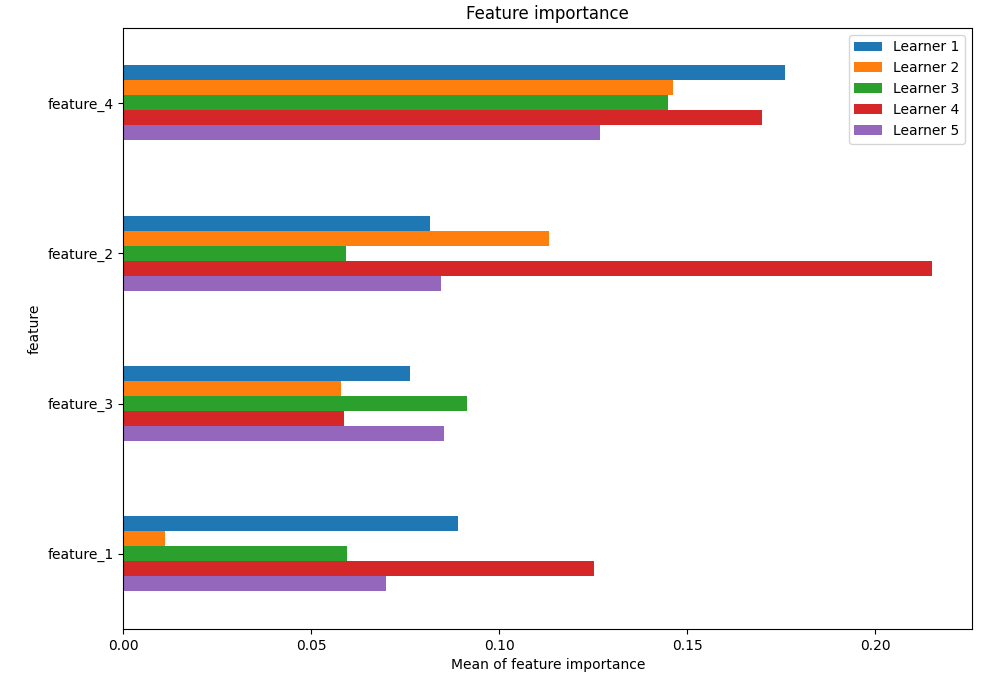 Feature importance
Learner 1
Learner 2
Learner 3
Learner 4
Learner 5
feature_4
feature_2
feature_3
feature_1
feature
0.00 0.05 0.10 0.15 0.20
Mean of feature importance